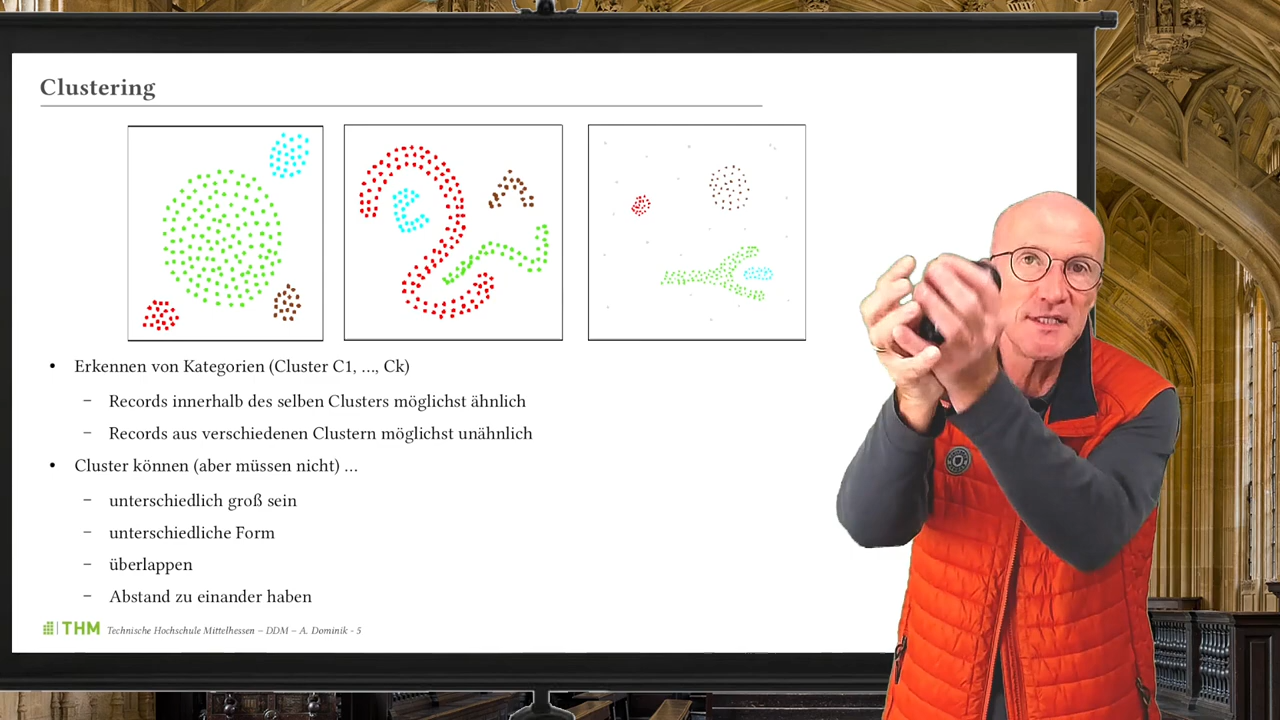 Clustering
• Erkennen von Kategorien (Cluster C1, ..., Ck)
– Records innerhalb des selben Clusters möglichst ähnlich
– Records aus verschiedenen Clustern möglichst unähnlich
• Cluster können (aber müssen nicht) ...
– unterschiedlich groß sein
– unterschiedliche Form
– überlappen
– Abstand zu einander haben
THM Technische Hochschule Mittelhessen – DDM – A. Dominik - 5